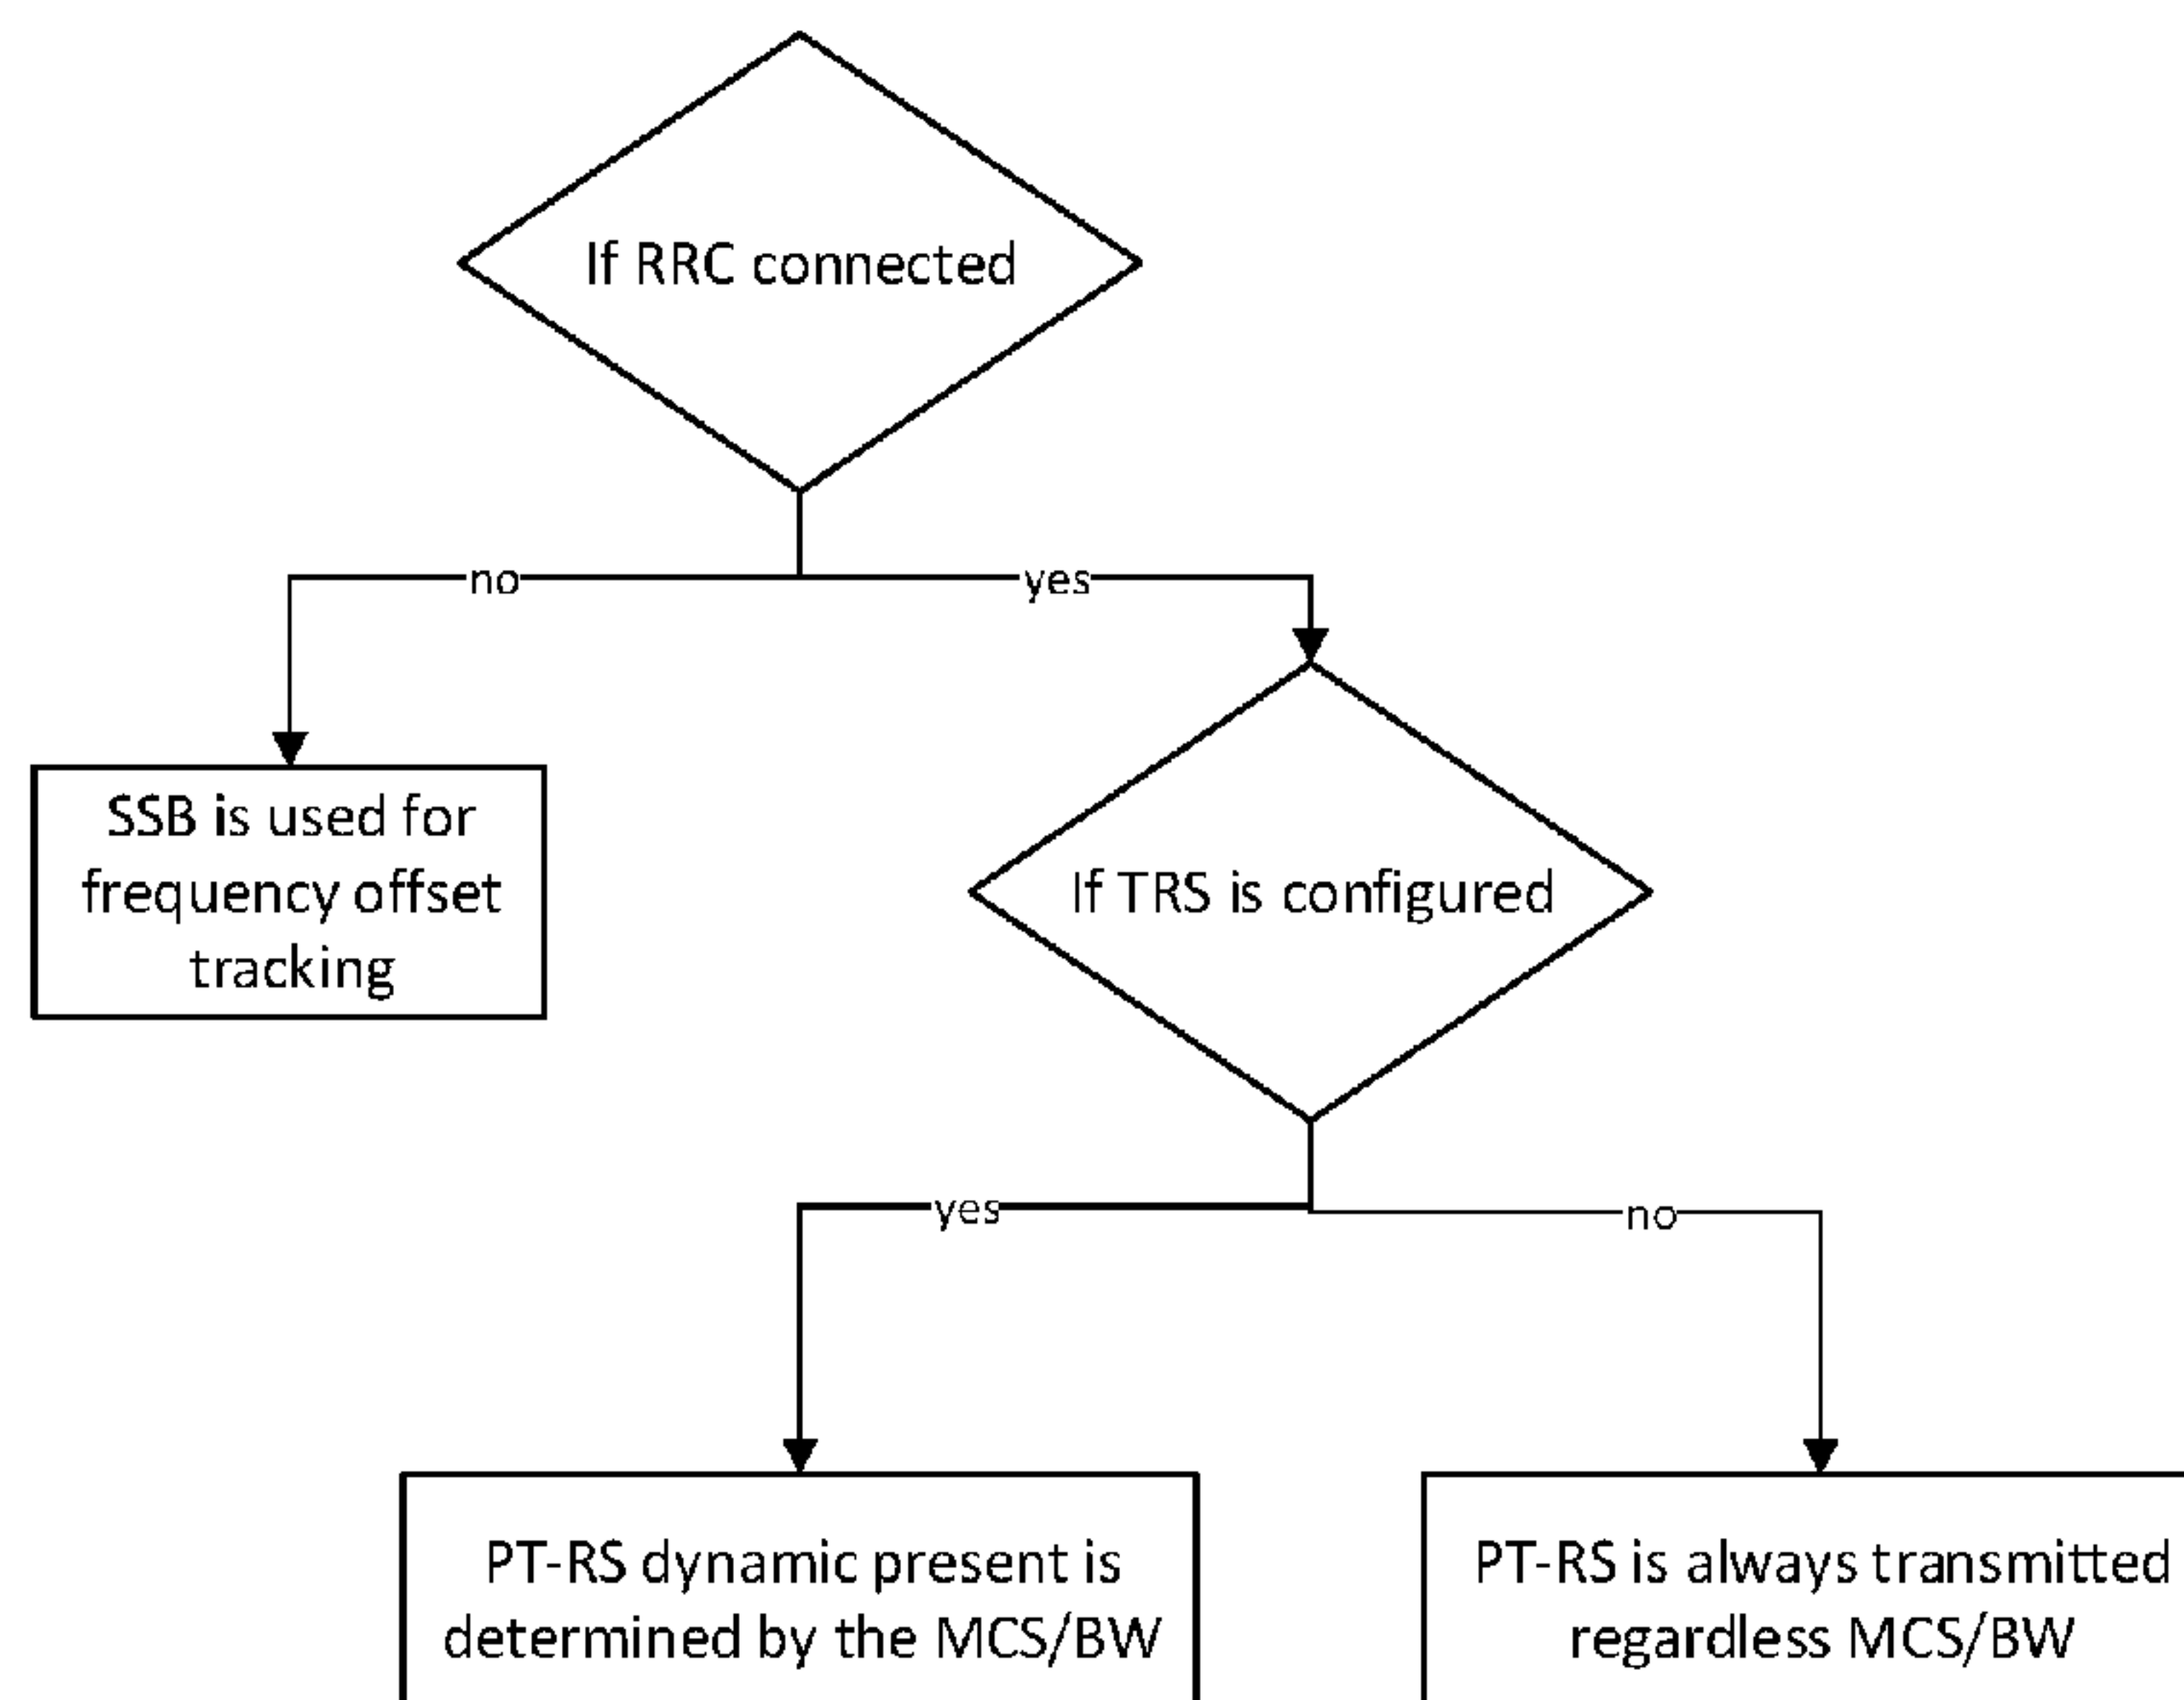 If RRC connected
no
yes
SSB is used for
frequency offset
tracking
If TRS is configured
yes
no
PT-RS dynamic present is
determined by the MCS/BW
PT-RS is always transmitted
regardless MCS/BW